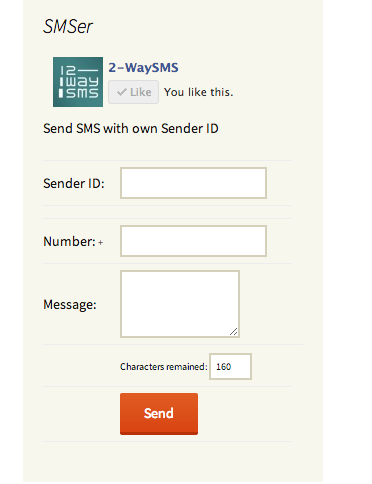 SMSer
12
way
sms
2-WaySMS
Like
You like this.
Send SMS with own Sender ID
Sender ID:
Number: +
Message:
Characters remained: 160
Send